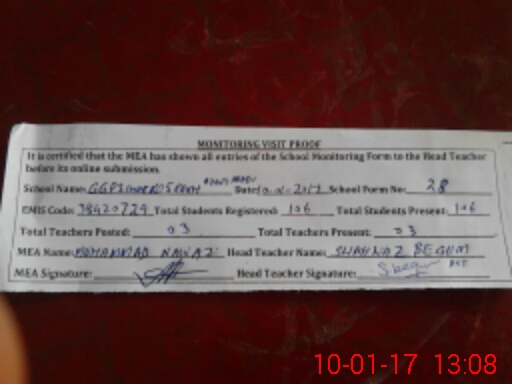 MONITORING VISIT PROOF
It is certified that the MEA has shown all entries of the School Monitoring Form to the Head Teacher
before its online submission.
School Name: Date: School Form No: 28
EMIS Code: 38420729 Total Students Registered: 106 Total Students Present: 106
Total Teachers Posted: 03 Total Teachers Present: 03
MEA Name: MOHAMMAD NAWAZ Head Teacher Name: SHAHNAZ BEGUM
MEA Signature: Head Teacher Signature:
10-01-17 13:08